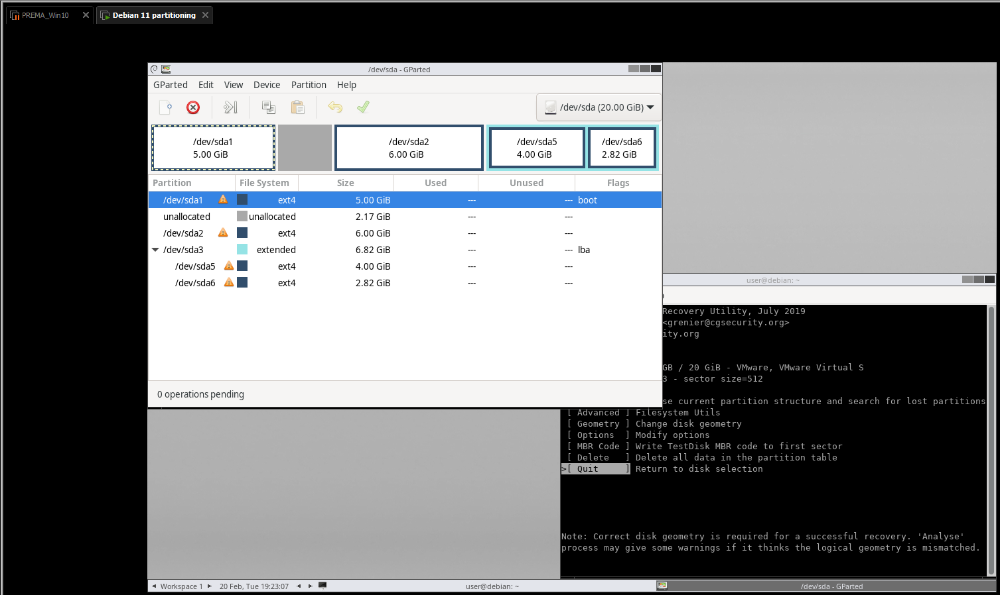 PREMA_Win10
Debian 11 partitioning
/dev/sda - GParted
GParted Edit View Device Partition Help
/dev/sda (20.00 GiB)
/dev/sda1
5.00 GiB
/dev/sda2
6.00 GiB
/dev/sda5
4.00 GiB
/dev/sda6
2.82 GiB
Partition File System Size Used Unused Flags
/dev/sda1 ext4 5.00 GiB --- --- boot
unallocated unallocated 2.17 GiB --- ---
/dev/sda2 ext4 6.00 GiB --- ---
/dev/sda3 extended 6.82 GiB --- --- lba
/dev/sda5 ext4 4.00 GiB --- ---
/dev/sda6 ext4 2.82 GiB --- ---
0 operations pending
user@debian: ~
Recovery Utility, July 2019
<grenier@cgsecurity.org>
ity.org
GB / 20 GiB - VMware, VMware Virtual S
3 - sector size=512
se current partition structure and search for lost partitions
[ Advanced ] Filesystem Utils
[ Geometry ] Change disk geometry
[ Options  ] Modify options
[ MBR Code ] Write TestDisk MBR code to first sector
[ Delete   ] Delete all data in the partition table
>[ Quit     ] Return to disk selection
Note: Correct disk geometry is required for a successful recovery. 'Analyse'
process may give some warnings if it thinks the logical geometry is mismatched.
Workspace 1 20 Feb, Tue 19:23:07 user@debian: ~ /dev/sda - GParted